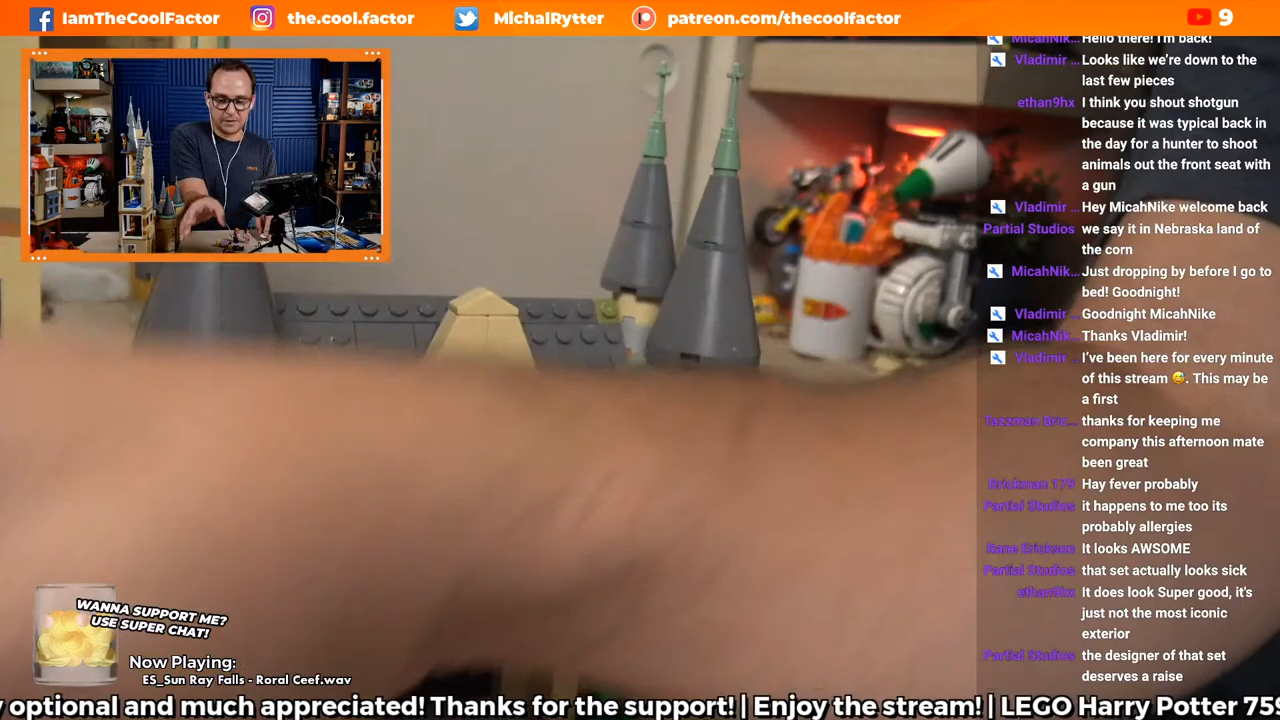 IamTheCoolFactor the.cool.factor MichalRytter patreon.com/thecoolfactor 9
MicahNik... Hello there! I'm back!
Vladimir ... Looks like we're down to the
last few pieces
ethan9hx I think you shout shotgun
because it was typical back in
the day for a hunter to shoot
animals out the front seat with
a gun
Vladimir ... Hey MicahNike welcome back
Partial Studios we say it in Nebraska land of
the corn
MicahNik... Just dropping by before I go to
bed! Goodnight!
Vladimir ... Goodnight MicahNike
MicahNik... Thanks Vladimir!
Vladimir ... I've been here for every minute
of this stream 😅. This may be
a first
Tazzman Bric... thanks for keeping me
company this afternoon mate
been great
Brickman 179 Hay fever probably
Partial Studios it happens to me too its
probably allergies
Rane Erickson It looks AWSOME
Partial Studios that set actually looks sick
ethan9hx It does look Super good, it's
just not the most iconic
exterior
Partial Studios the designer of that set
deserves a raise
WANNA SUPPORT ME?
USE SUPER CHAT!
Now Playing:
ES_Sun Ray Falls - Roral Ceef.wav
y optional and much appreciated! Thanks for the support! | Enjoy the stream! | LEGO Harry Potter 75